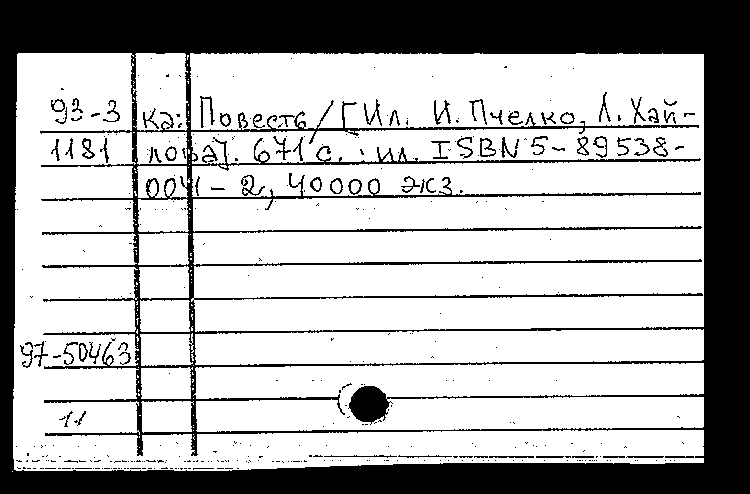 93-3 ка: Повесть / [Ил. И. Пчелко, Л. Хай-
1181 лова]. 671 с. : ил. ISBN 5-89538-
004-2, 40000 экз.
97-50463
11